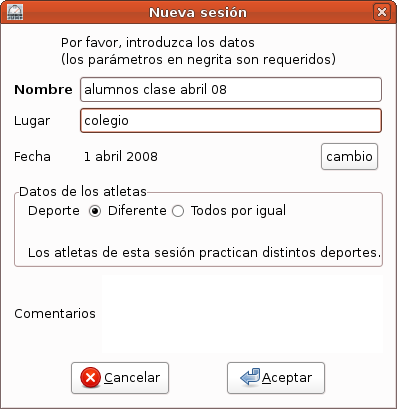 Nueva sesión
Por favor, introduzca los datos
(los parámetros en negrita son requeridos)
Nombre alumnos clase abril 08
Lugar colegio
Fecha 1 abril 2008 cambio
Datos de los atletas
Deporte Diferente Todos por igual
Los atletas de esta sesión practican distintos deportes.
Comentarios
Cancelar Aceptar